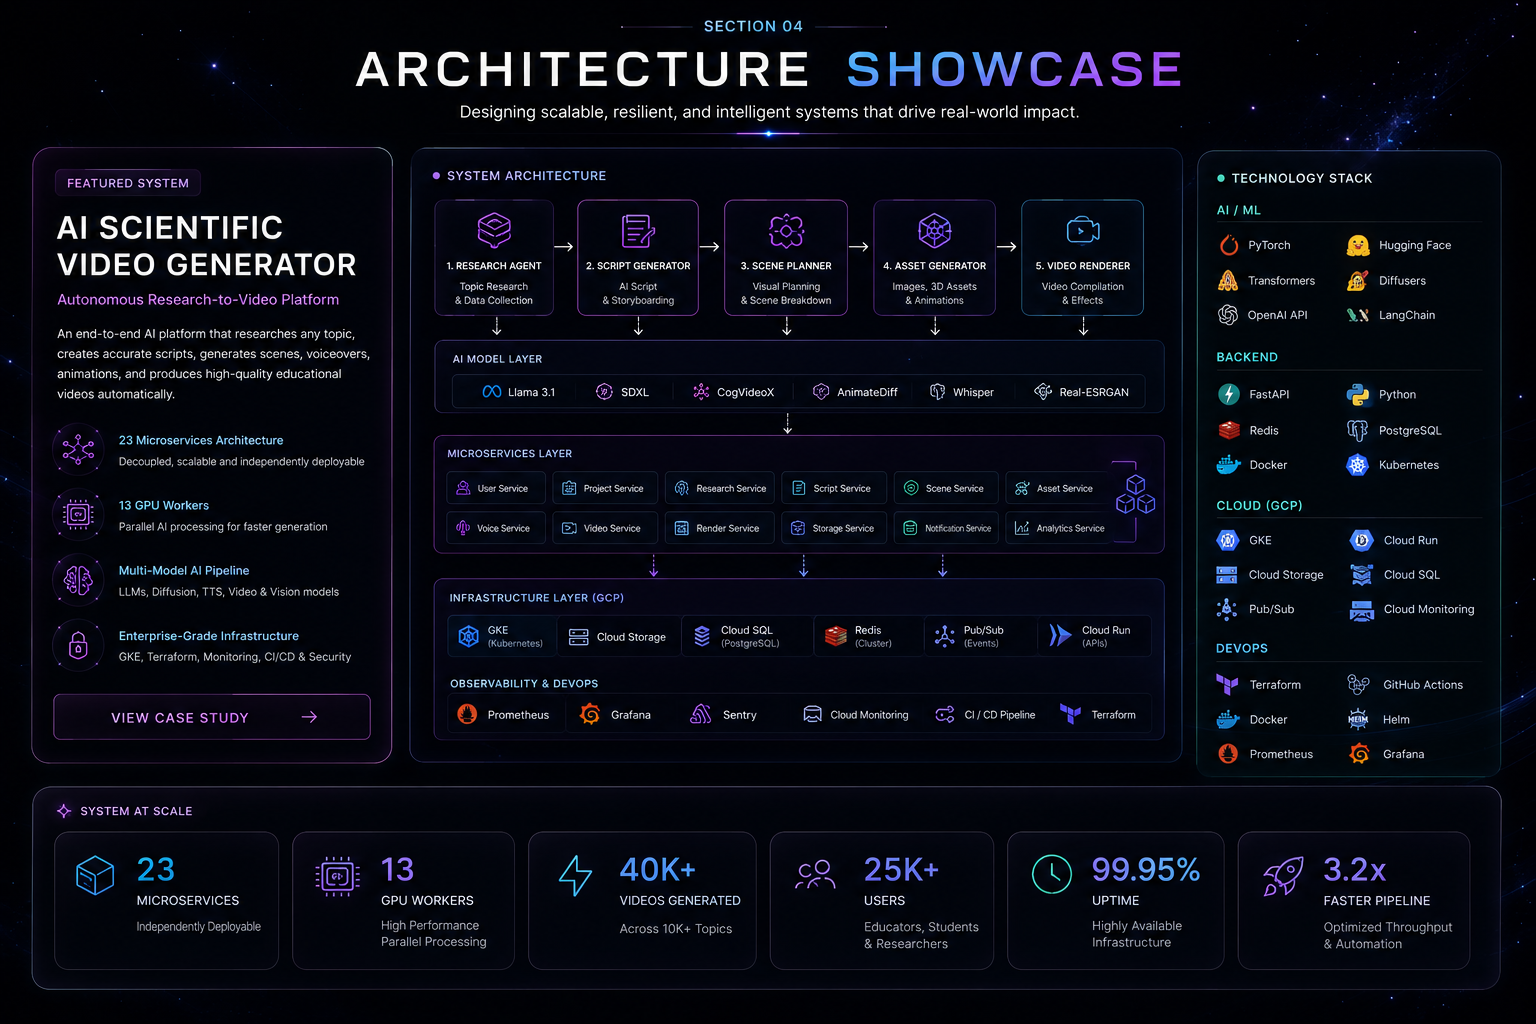 SECTION 04
ARCHITECTURE SHOWCASE
Designing scalable, resilient, and intelligent systems that drive real-world impact.
FEATURED SYSTEM
AI SCIENTIFIC
VIDEO GENERATOR
Autonomous Research-to-Video Platform
An end-to-end AI platform that researches any topic,
creates accurate scripts, generates scenes, voiceovers,
animations, and produces high-quality educational
videos automatically.
23 Microservices Architecture
Decoupled, scalable and independently deployable
13 GPU Workers
Parallel AI processing for faster generation
Multi-Model AI Pipeline
LLMs, Diffusion, TTS, Video & Vision models
Enterprise-Grade Infrastructure
GKE, Terraform, Monitoring, CI/CD & Security
VIEW CASE STUDY
SYSTEM ARCHITECTURE
1. RESEARCH AGENT
Topic Research
& Data Collection
2. SCRIPT GENERATOR
AI Script
& Storyboarding
3. SCENE PLANNER
Visual Planning
& Scene Breakdown
4. ASSET GENERATOR
Images, 3D Assets
& Animations
5. VIDEO RENDERER
Video Compilation
& Effects
AI MODEL LAYER
Llama 3.1
SDXL
CogVideoX
AnimateDiff
Whisper
Real-ESRGAN
MICROSERVICES LAYER
User Service
Project Service
Research Service
Script Service
Scene Service
Asset Service
Voice Service
Video Service
Render Service
Storage Service
Notification Service
Analytics Service
INFRASTRUCTURE LAYER (GCP)
GKE
(Kubernetes)
Cloud Storage
Cloud SQL
(PostgreSQL)
Redis
(Cluster)
Pub/Sub
(Events)
Cloud Run
(APIs)
OBSERVABILITY & DEVOPS
Prometheus
Grafana
Sentry
Cloud Monitoring
CI / CD Pipeline
Terraform
TECHNOLOGY STACK
AI / ML
PyTorch
Hugging Face
Transformers
Diffusers
OpenAI API
LangChain
BACKEND
FastAPI
Python
Redis
PostgreSQL
Docker
Kubernetes
CLOUD (GCP)
GKE
Cloud Run
Cloud Storage
Cloud SQL
Pub/Sub
Cloud Monitoring
DEVOPS
Terraform
GitHub Actions
Docker
HELM
Helm
Prometheus
Grafana
SYSTEM AT SCALE
23
MICROSERVICES
Independently Deployable
13
GPU WORKERS
High Performance
Parallel Processing
40K+
VIDEOS GENERATED
Across 10K+ Topics
25K+
USERS
Educators, Students
& Researchers
99.95%
UPTIME
Highly Available
Infrastructure
3.2x
FASTER PIPELINE
Optimized Throughput
& Automation